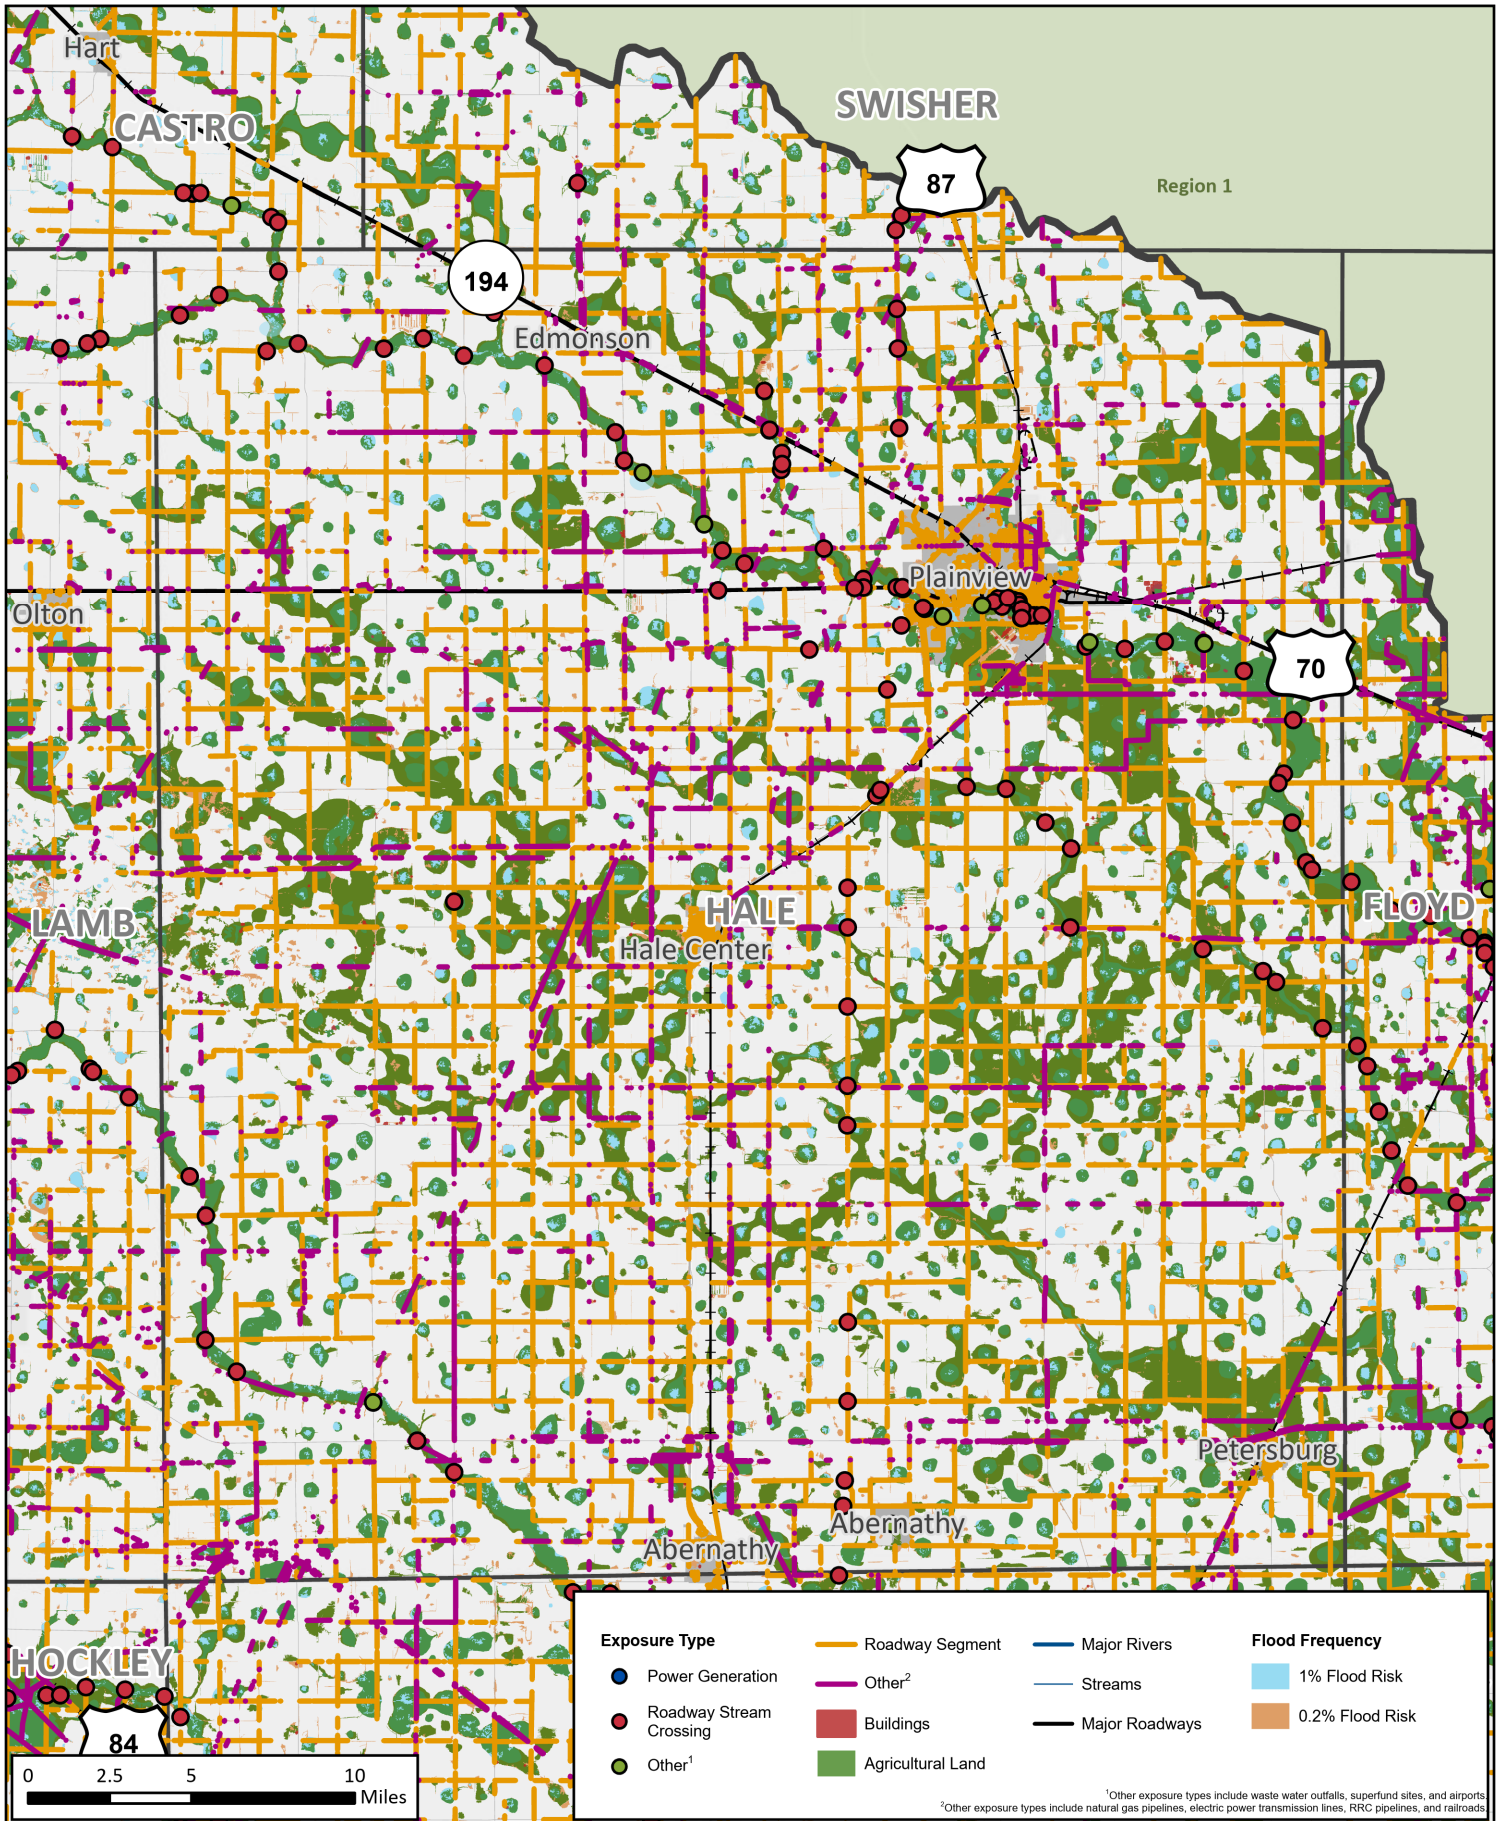 Hart
CASTRO
SWISHER
87
Region 1
194
Edmonson
Plainview
Olton
70
LAMB
HALE
FLOYD
Hale Center
Petersburg
Abernathy
Abernathy
HOCKLEY
84
0 2.5 5 10
Miles
Exposure Type
Power Generation
Roadway Stream
Crossing
Other1
Roadway Segment
Other2
Buildings
Agricultural Land
Major Rivers
Streams
Major Roadways
Flood Frequency
1% Flood Risk
0.2% Flood Risk
1Other exposure types include waste water outfalls, superfund sites, and airports.
2Other exposure types include natural gas pipelines, electric power transmission lines, RRC pipelines, and railroads.